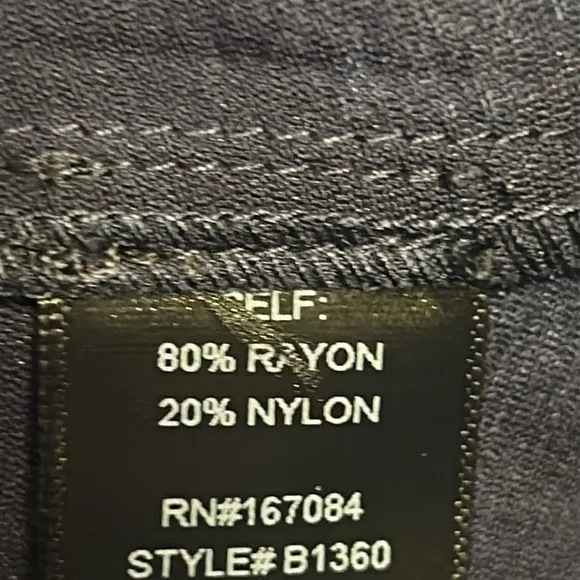 SELF:
80% RAYON
20% NYLON
RN#167084
STYLE# B1360